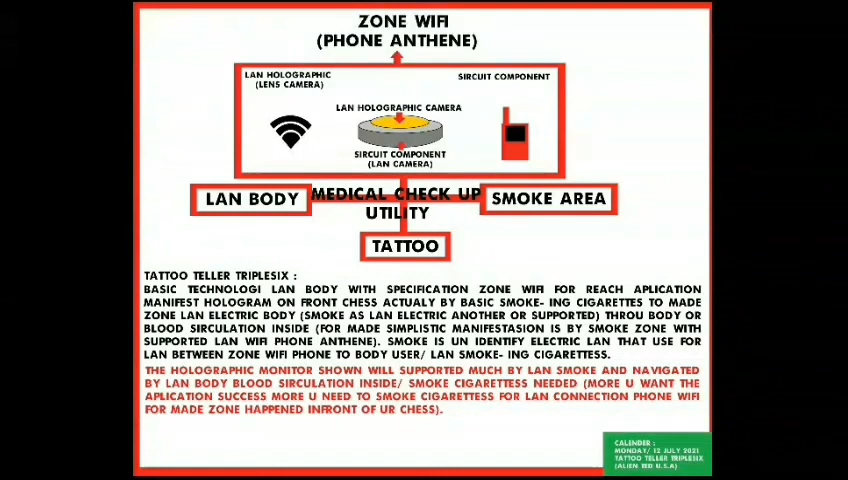 ZONE WIFI
(PHONE ANTHENE)
LAN HOLOGRAPHIC
(LENS CAMERA)
SIRCUIT COMPONENT
LAN HOLOGRAPHIC CAMERA
SIRCUIT COMPONENT
(LAN CAMERA)
LAN BODY
MEDICAL CHECK UP
UTILITY
SMOKE AREA
TATTOO
TATTOO TELLER TRIPLESIX :
BASIC TECHNOLOGI LAN BODY WITH SPECIFICATION ZONE WIFI FOR REACH APLICATION
MANIFEST HOLOGRAM ON FRONT CHESS ACTUALY BY BASIC SMOKE- ING CIGARETTES TO MADE
ZONE LAN ELECTRIC BODY (SMOKE AS LAN ELECTRIC ANOTHER OR SUPPORTED) THROU BODY OR
BLOOD SIRCULATION INSIDE (FOR MADE SIMPLISTIC MANIFESTASION IS BY SMOKE ZONE WITH
SUPPORTED LAN WIFI PHONE ANTHENE). SMOKE IS UN IDENTIFY ELECTRIC LAN THAT USE FOR
LAN BETWEEN ZONE WIFI PHONE TO BODY USER/ LAN SMOKE- ING CIGARETTESS.
THE HOLOGRAPHIC MONITOR SHOWN WILL SUPPORTED MUCH BY LAN SMOKE AND NAVIGATED
BY LAN BODY BLOOD SIRCULATION INSIDE/ SMOKE CIGARETTESS NEEDED (MORE U WANT THE
APLICATION SUCCESS MORE U NEED TO SMOKE CIGARETTESS FOR LAN CONNECTION PHONE WIFI
FOR MADE ZONE HAPPENED INFRONT OF UR CHESS).
CALENDER :
MONDAY/ 12 JULY 2021
TATTOO TELLER TRIPLESIX
(ALIEN TED U.S.A)